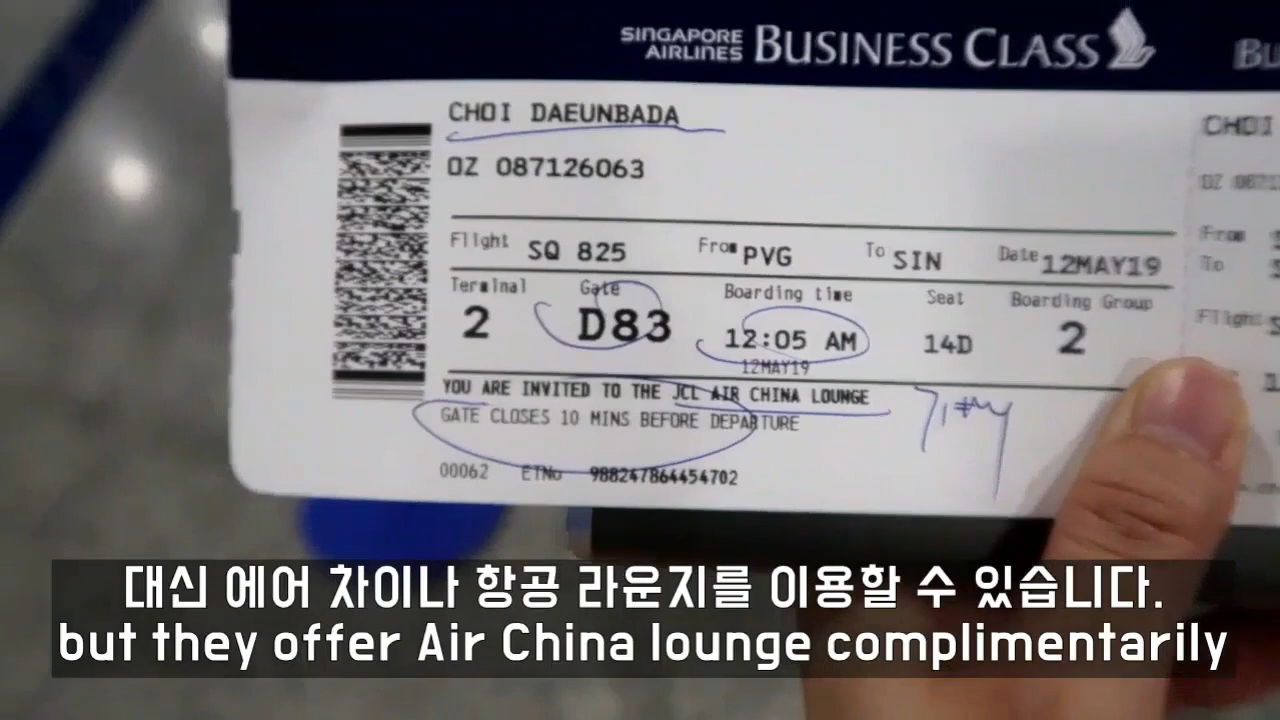 SINGAPORE AIRLINES BUSINESS CLASS
CHOI DAEUNBADA
CHOI
OZ 087126063
Flight SQ 825 From PVG To SIN Date 12MAY19
From
To
Terminal Gate Boarding time Seat Boarding Group
2 D83 12:05 AM 14D 2
12MAY19
YOU ARE INVITED TO THE JCL AIR CHINA LOUNGE
GATE CLOSES 10 MINS BEFORE DEPARTURE
00062 ETNo 988247864454702
대신 에어 차이나 항공 라운지를 이용할 수 있습니다.
but they offer Air China lounge complimentarily